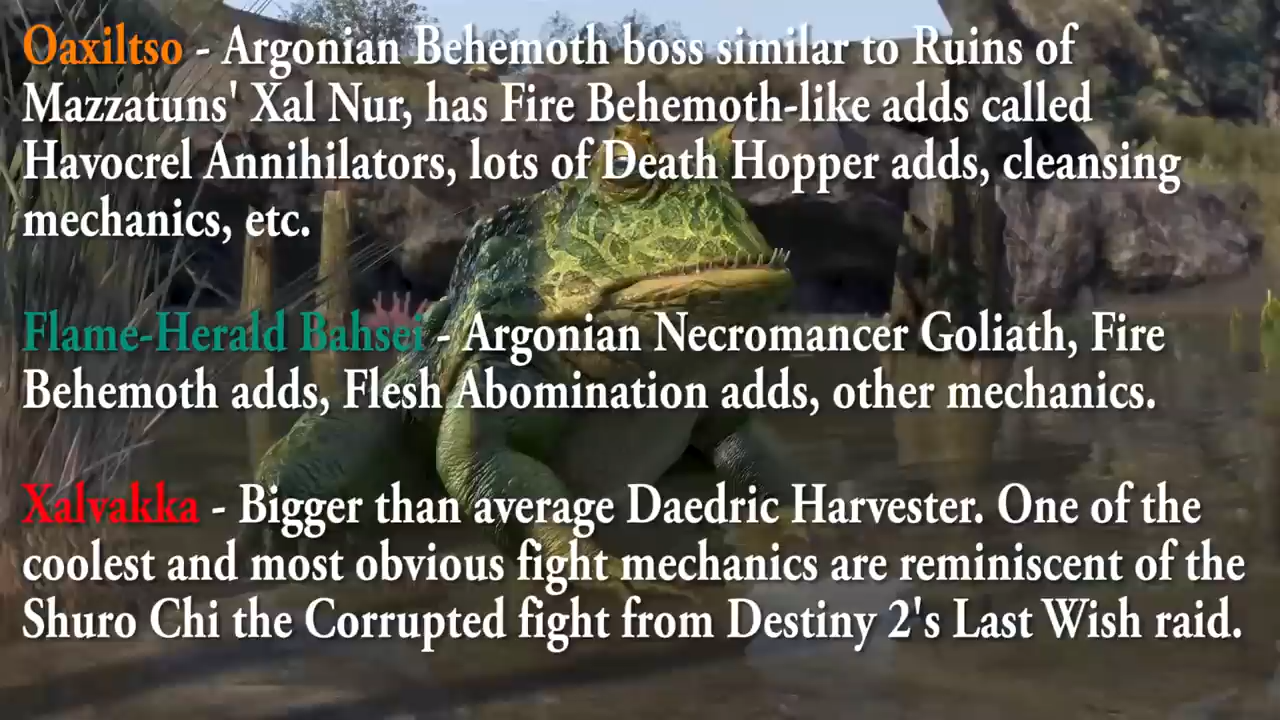 Oaxiltso - Argonian Behemoth boss similar to Ruins of
Mazzatuns' Xal Nur, has Fire Behemoth-like adds called
Havocrel Annihilators, lots of Death Hopper adds, cleansing
mechanics, etc.
Flame-Herald Bahsei - Argonian Necromancer Goliath, Fire
Behemoth adds, Flesh Abomination adds, other mechanics.
Xalvakka - Bigger than average Daedric Harvester. One of the
coolest and most obvious fight mechanics are reminiscent of the
Shuro Chi the Corrupted fight from Destiny 2's Last Wish raid.